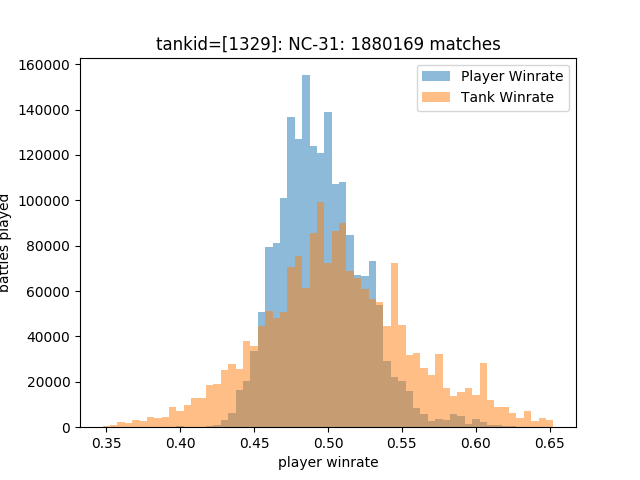 tankid=[1329]: NC-31: 1880169 matches
160000
140000
120000
100000
80000
60000
40000
20000
0
battles played
Player Winrate
Tank Winrate
0.35 0.40 0.45 0.50 0.55 0.60 0.65
player winrate